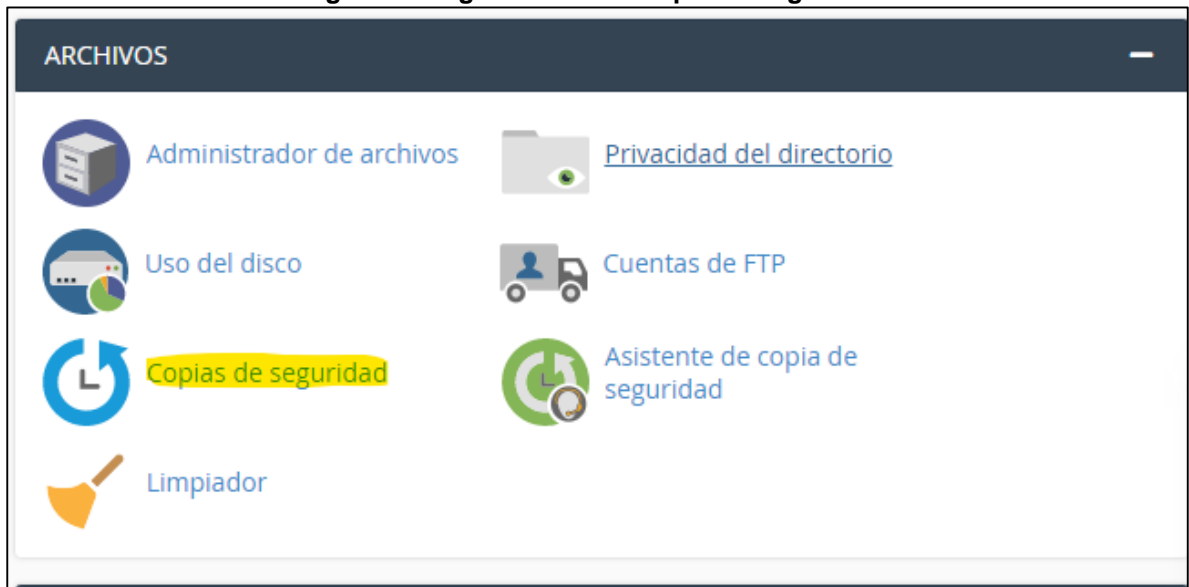 ARCHIVOS
Administrador de archivos
Privacidad del directorio
Uso del disco
Cuentas de FTP
Copias de seguridad
Asistente de copia de
seguridad
Limpiador